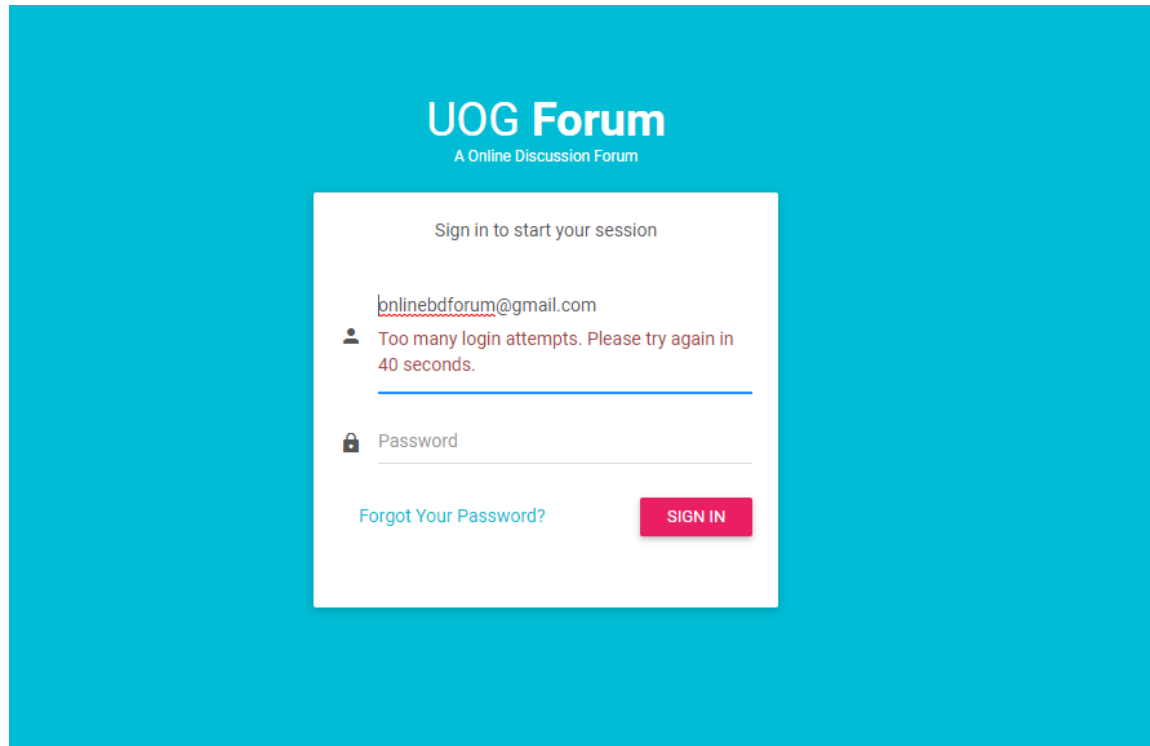 UOG Forum
A Online Discussion Forum
Sign in to start your session
onlinebdforum@gmail.com
Too many login attempts. Please try again in
40 seconds.
Password
Forgot Your Password?
SIGN IN